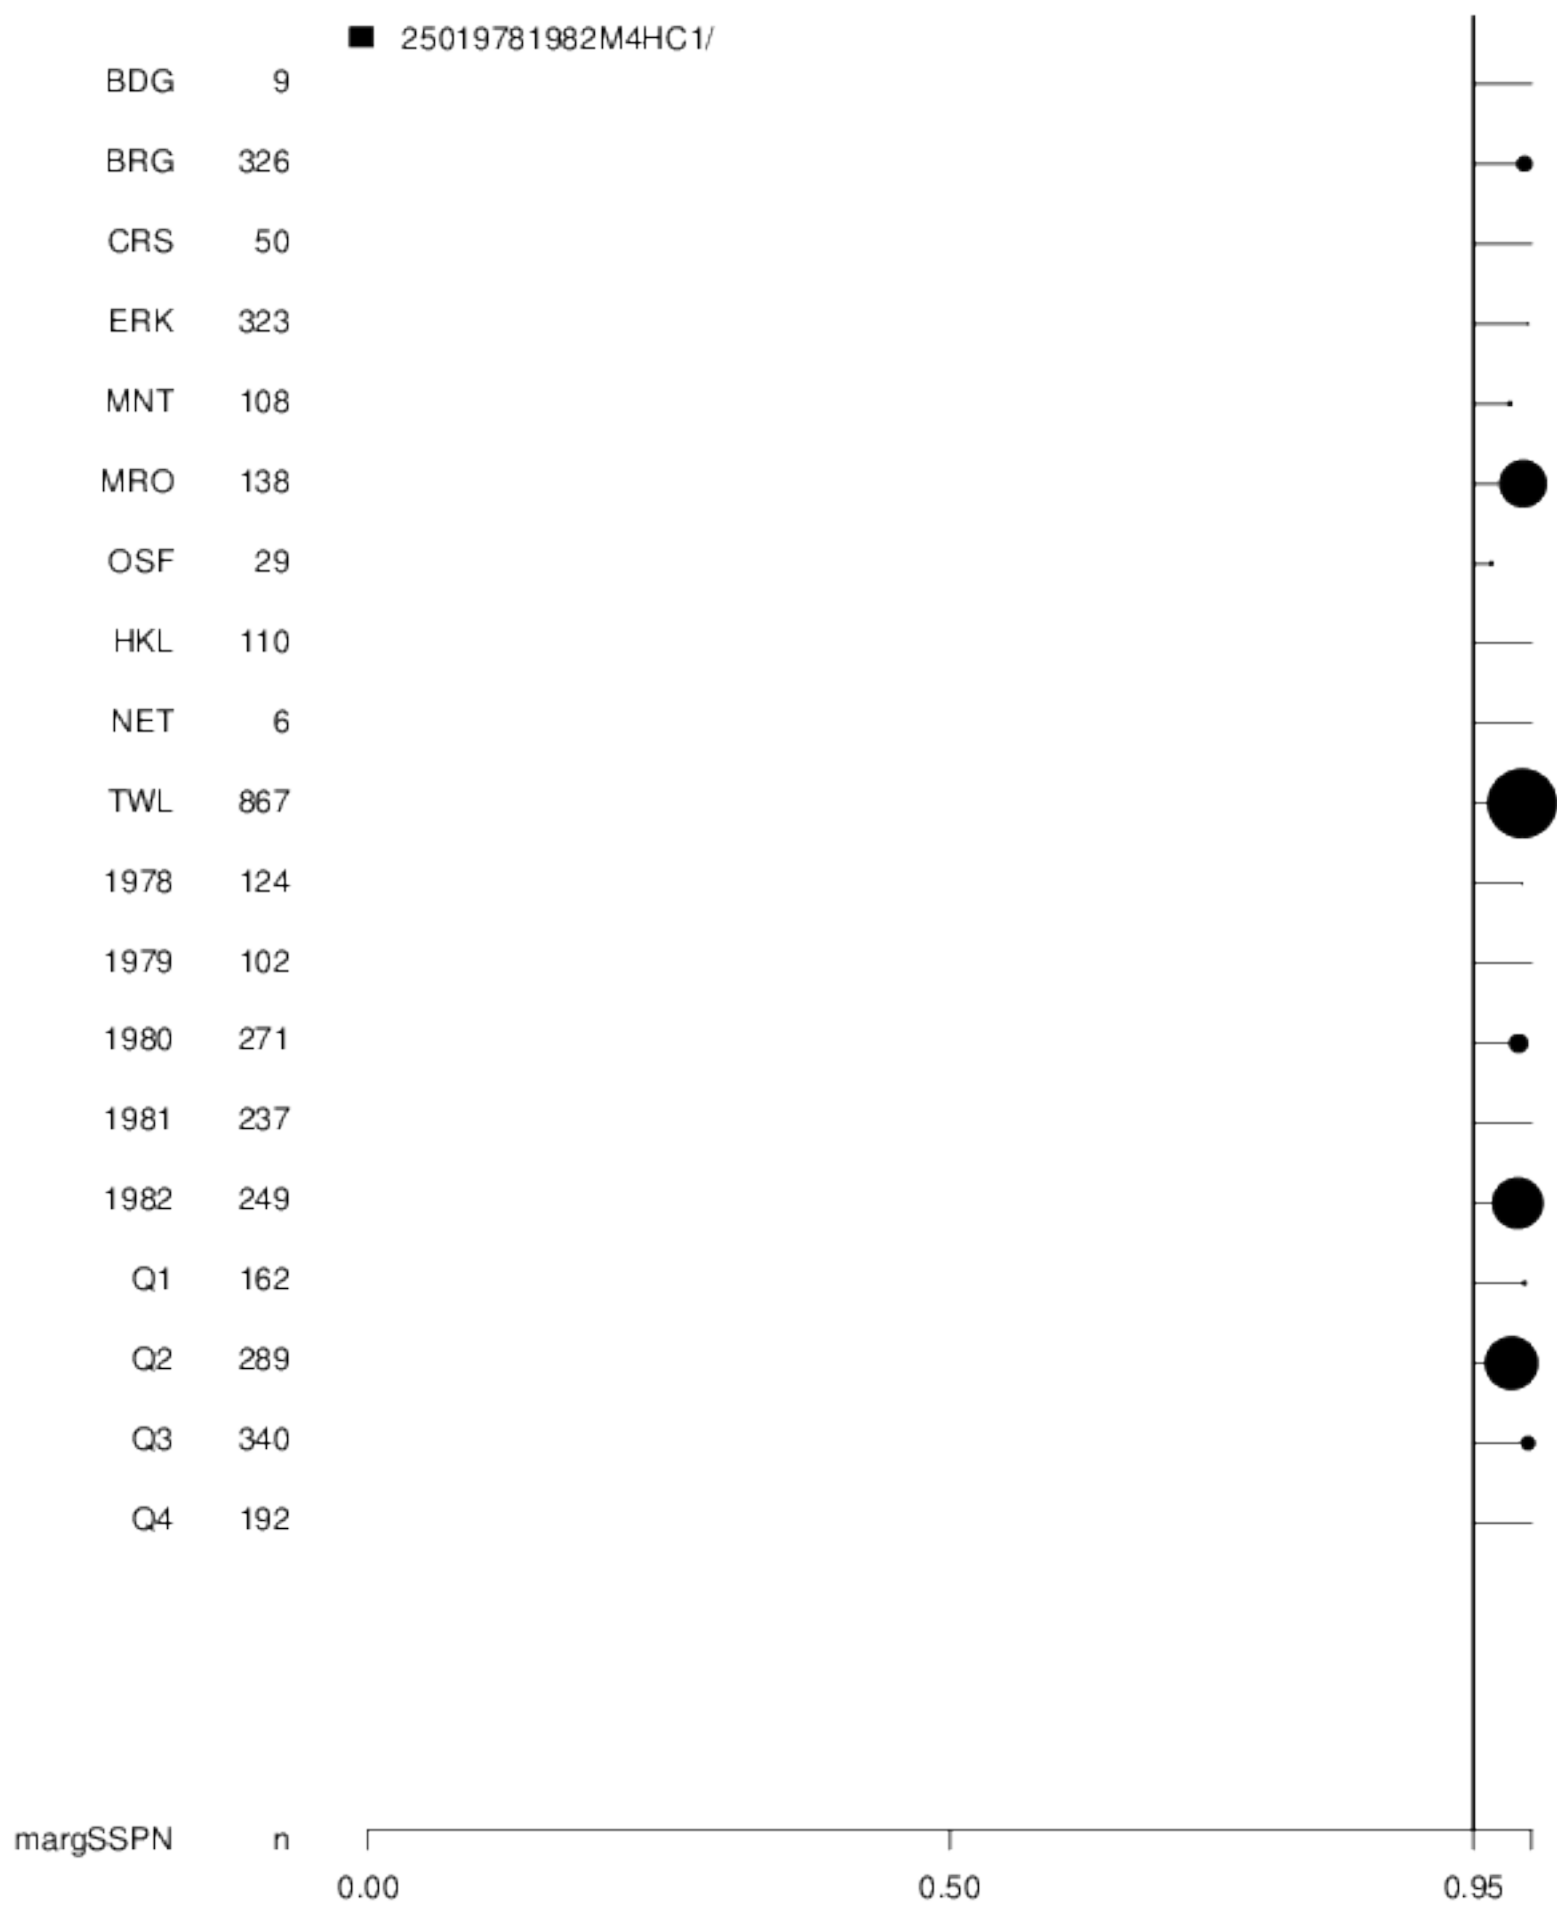 25019781982M4HC1/
BDG 9
BRG 326
CRS 50
ERK 323
MNT 108
MRO 138
OSF 29
HKL 110
NET 6
TWL 867
1978 124
1979 102
1980 271
1981 237
1982 249
Q1 162
Q2 289
Q3 340
Q4 192
margSSPN n
0.00 0.50 0.95